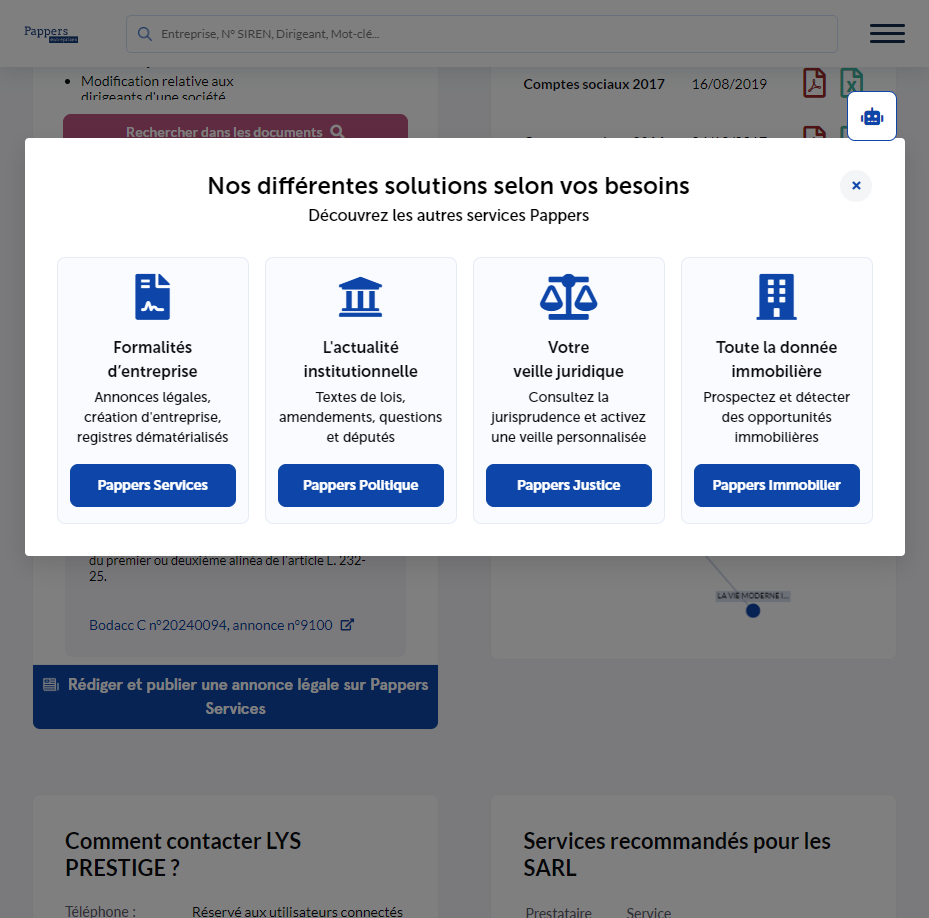 Pappers
entreprises
Entreprise, N° SIREN, Dirigeant, Mot-clé...
Modification relative aux
dirigeants d'une société
Rechercher dans les documents
Comptes sociaux 2017 16/08/2019
Nos différentes solutions selon vos besoins
Découvrez les autres services Pappers
Formalités
d’entreprise
Annonces légales,
création d'entreprise,
registres dématérialisés
Pappers Services
L'actualité
institutionnelle
Textes de lois,
amendements, questions
et députés
Pappers Politique
Votre
veille juridique
Consultez la
jurisprudence et activez
une veille personnalisée
Pappers Justice
Toute la donnée
immobilière
Prospectez et détecter
des opportunités
immobilières
Pappers Immobilier
du premier ou deuxième alinéa de l'article L. 232-
25.
Bodacc C n°20240094, annonce n°9100
Rédiger et publier une annonce légale sur Pappers
Services
LA VIE MODERNE I...
Comment contacter LYS
PRESTIGE ?
Téléphone : Réservé aux utilisateurs connectés
Services recommandés pour les
SARL
Prestataire Service